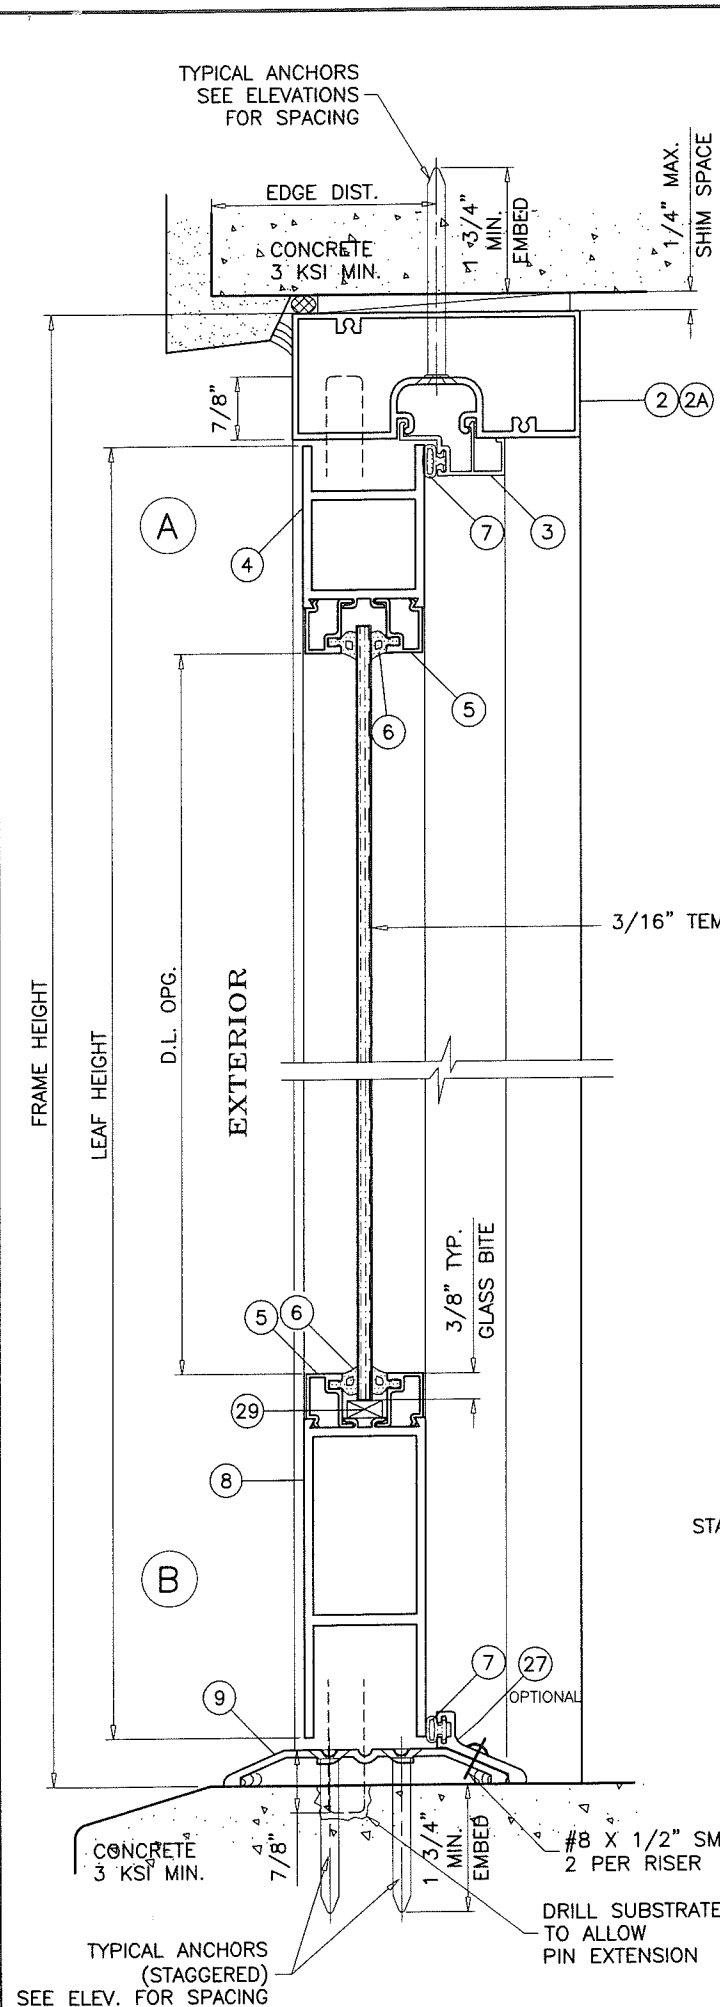 TYPICAL ANCHORS
SEE ELEVATIONS
FOR SPACING
EDGE DIST.
CONCRETE
3 KSI MIN.
1 3/4"
MIN.
EMBED
1/4" MAX.
SHIM SPACE
7/8"
2
2A
A
4
7
3
5
6
3/16" TEM
FRAME HEIGHT
LEAF HEIGHT
D.L. OPG.
EXTERIOR
3/8" TYP.
GLASS BITE
5
6
29
8
STA
B
7
27
OPTIONAL
9
CONCRETE
3 KSI MIN.
7/8"
1 3/4"
MIN.
EMBED
#8 X 1/2" SM
2 PER RISER
DRILL SUBSTRATE
TO ALLOW
PIN EXTENSION
TYPICAL ANCHORS
(STAGGERED)
SEE ELEV. FOR SPACING